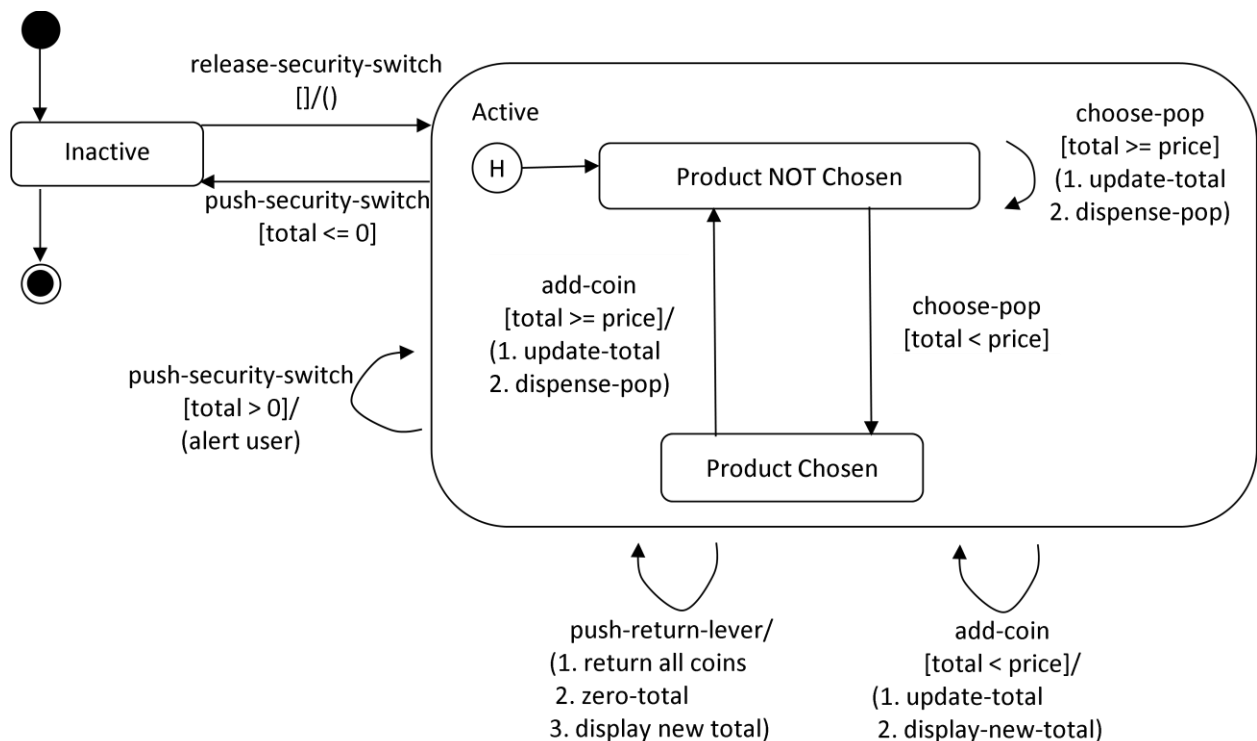 release-security-switch
[]/()
Inactive
push-security-switch
[total <= 0]
Active
H
Product NOT Chosen
choose-pop
[total >= price]
(1. update-total
2. dispense-pop)
add-coin
[total >= price]/
(1. update-total
2. dispense-pop)
choose-pop
[total < price]
push-security-switch
[total > 0]/
(alert user)
Product Chosen
push-return-lever/
(1. return all coins
2. zero-total
3. display new total)
add-coin
[total < price]/
(1. update-total
2. display-new-total)